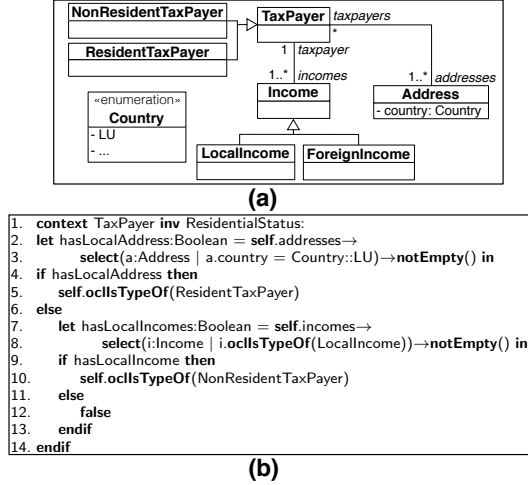 NonResidentTaxPayer
TaxPayer
taxpayers
ResidentTaxPayer
*
1
taxpayer
1..*
incomes
1..*
addresses
«enumeration»
Country
- LU
- ...
Income
Address
- country: Country
LocalIncome
ForeignIncome
(a)
1. context TaxPayer inv ResidentialStatus:
2. let hasLocalAddress:Boolean = self.addresses→
3. select(a:Address | a.country = Country::LU)→notEmpty() in
4. if hasLocalAddress then
5. self.oclIsTypeOf(ResidentTaxPayer)
6. else
7. let hasLocalIncomes:Boolean = self.incomes→
8. select(i:Income | i.oclIsTypeOf(LocalIncome))→notEmpty() in
9. if hasLocalIncome then
10. self.oclIsTypeOf(NonResidentTaxPayer)
11. else
12. false
13. endif
14. endif
(b)